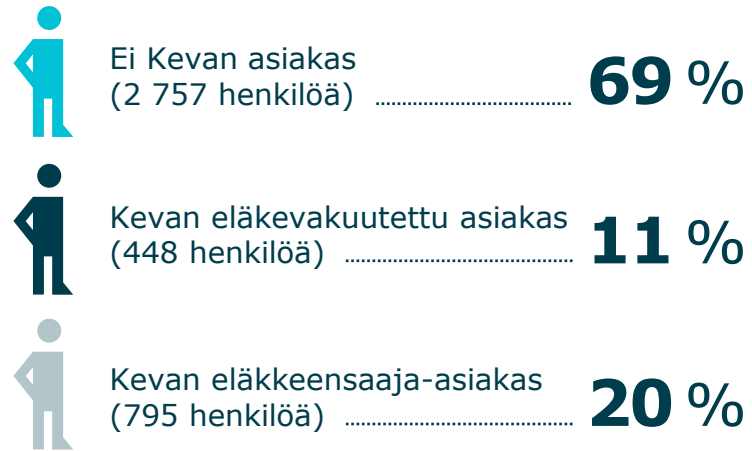 Ei Kevan asiakas
(2 757 henkilöä) 69 %
Kevan eläkevakuutettu asiakas
(448 henkilöä) 11 %
Kevan eläkkeensaaja-asiakas
(795 henkilöä) 20 %